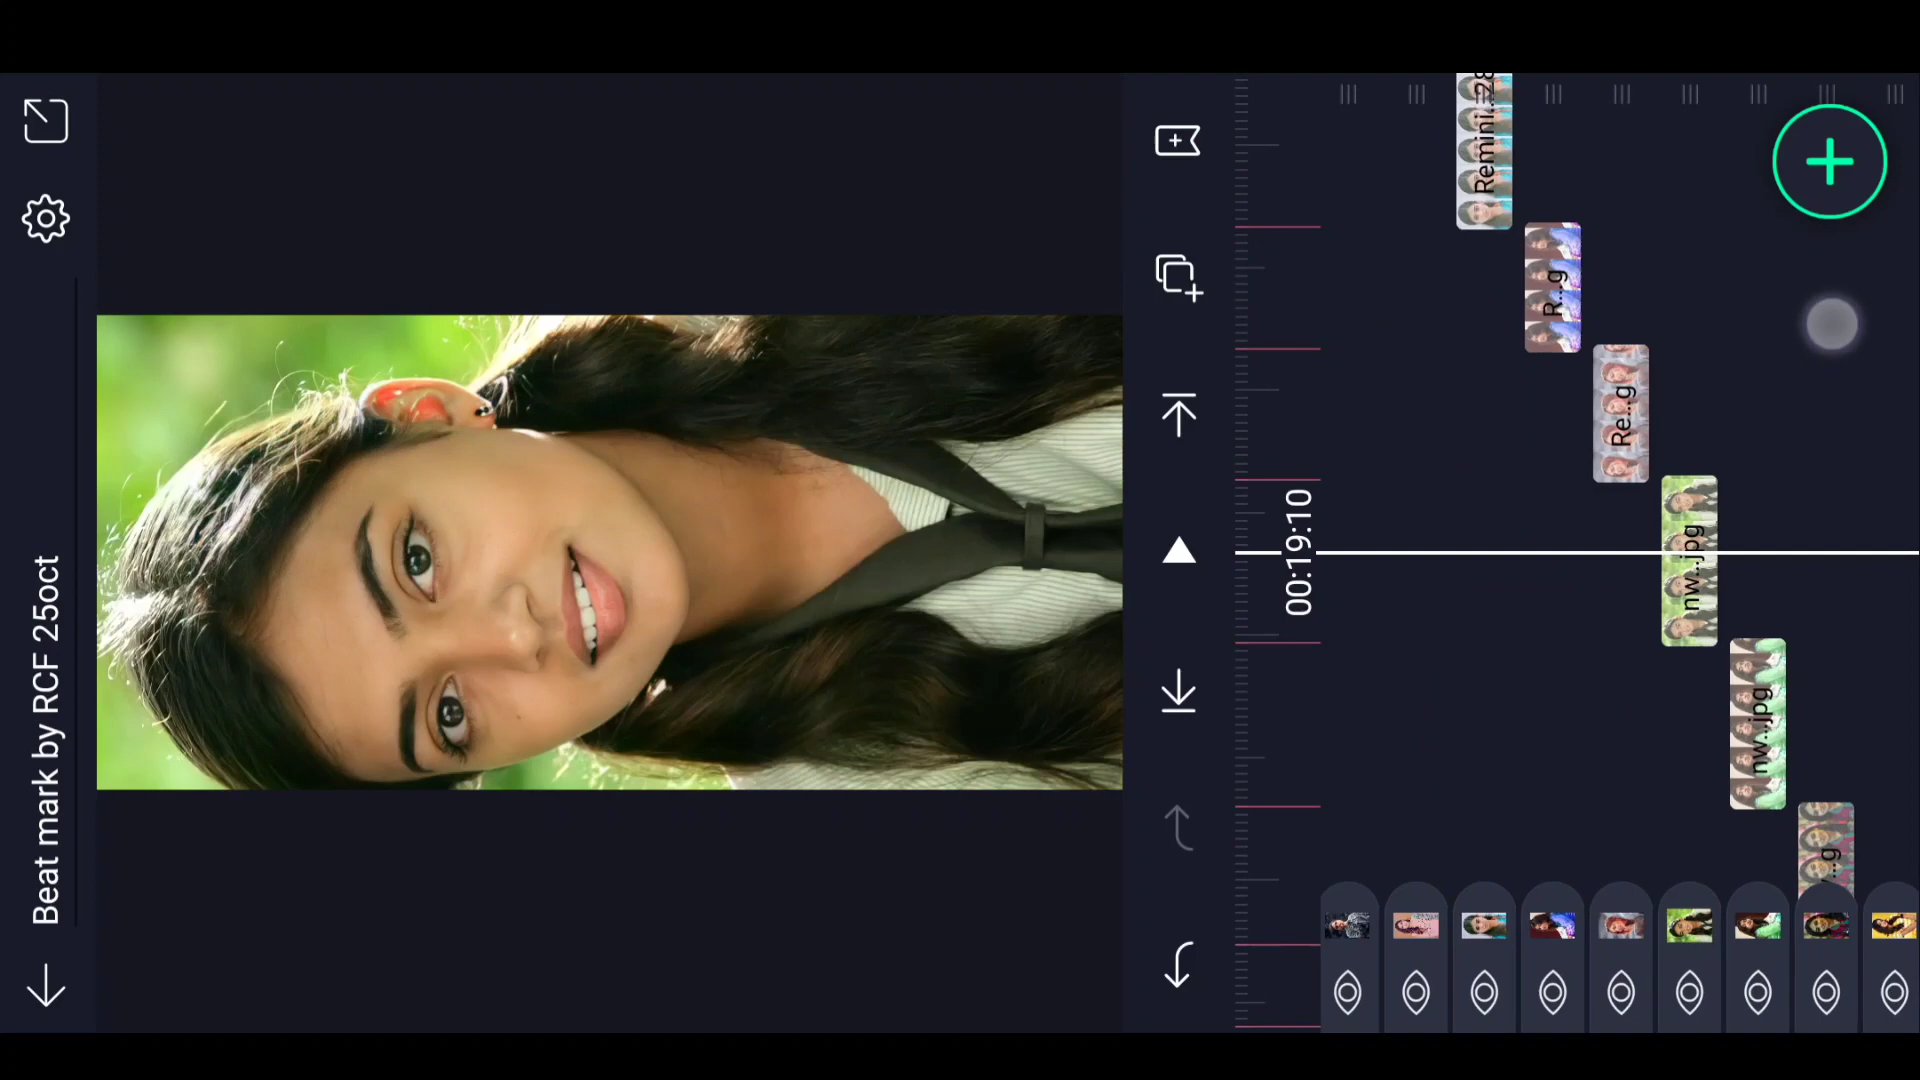 Beat mark by RCF 25oct
00:19:10
Remini...28
R...g
Re...g
nw...jpg
nw...jpg
...g